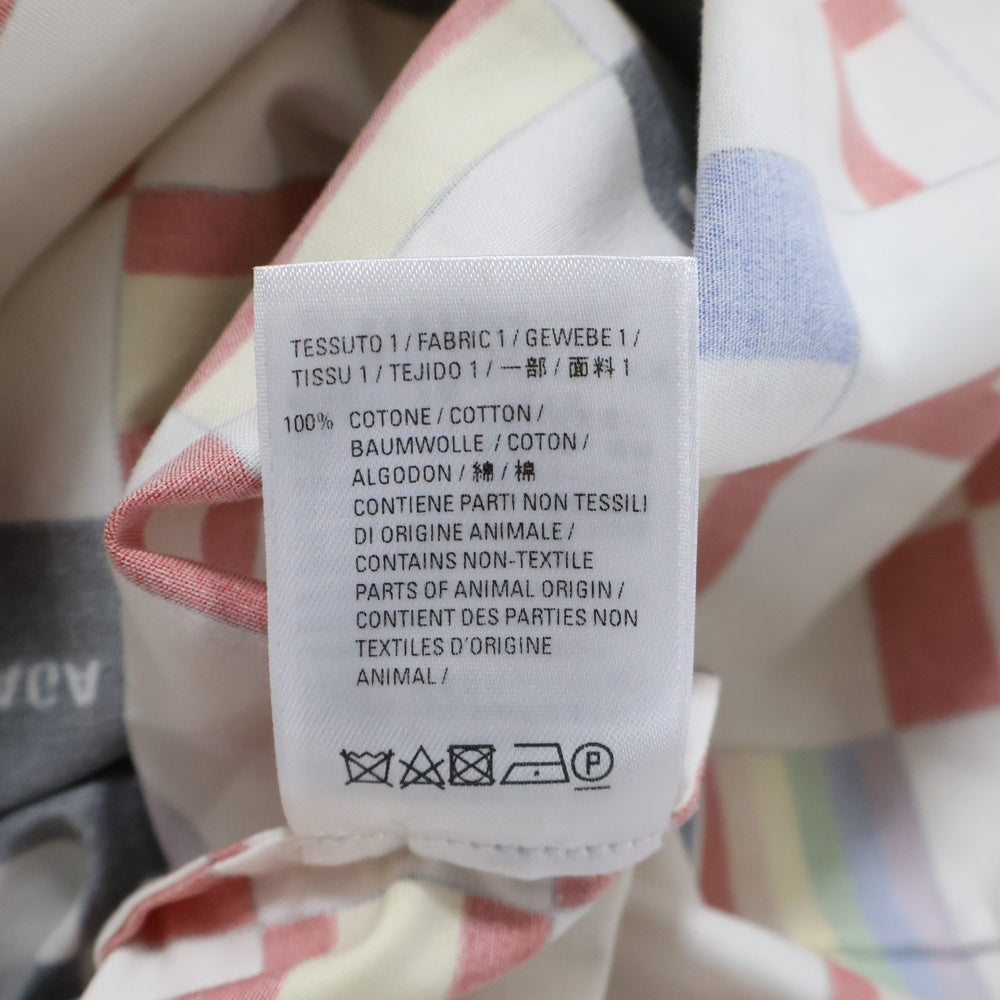 TESSUTO 1 / FABRIC 1 / GEWEBE 1 /
TISSU 1 / TEJIDO 1 / 一部 / 面料 1
100% COTONE / COTTON /
BAUMWOLLE / COTON /
ALGODON / 綿 / 棉
CONTIENE PARTI NON TESSILI
DI ORIGINE ANIMALE /
CONTAINS NON-TEXTILE
PARTS OF ANIMAL ORIGIN /
CONTIENT DES PARTIES NON
TEXTILES D'ORIGINE
ANIMAL /
P